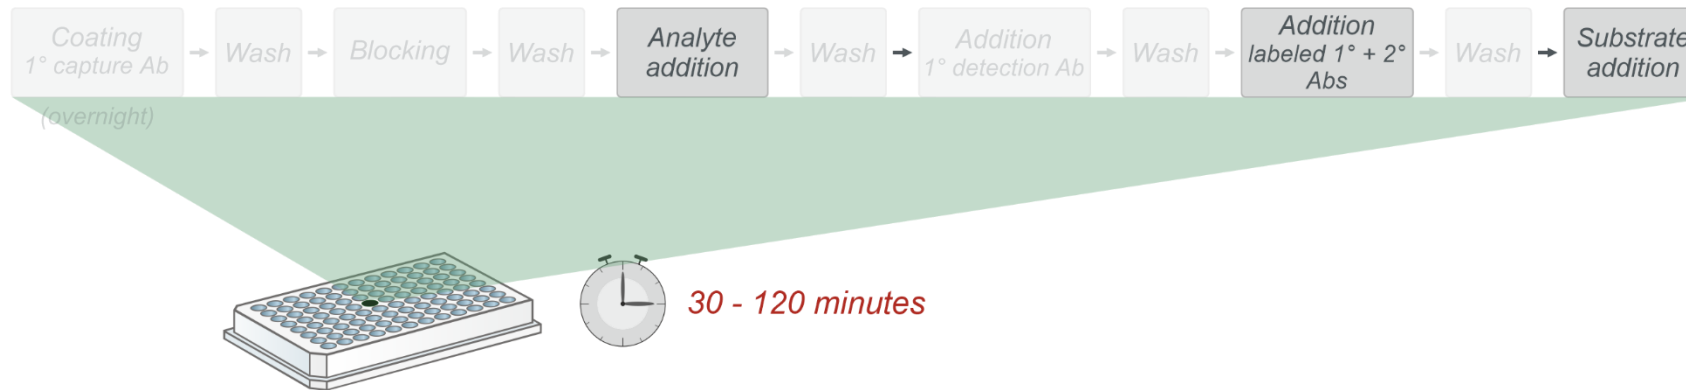 Coating
1° capture Ab
(overnight)
Wash
Blocking
Wash
Analyte
addition
Wash
Addition
1° detection Ab
Wash
Addition
labeled 1° + 2°
Abs
Wash
Substrate
addition
30 - 120 minutes